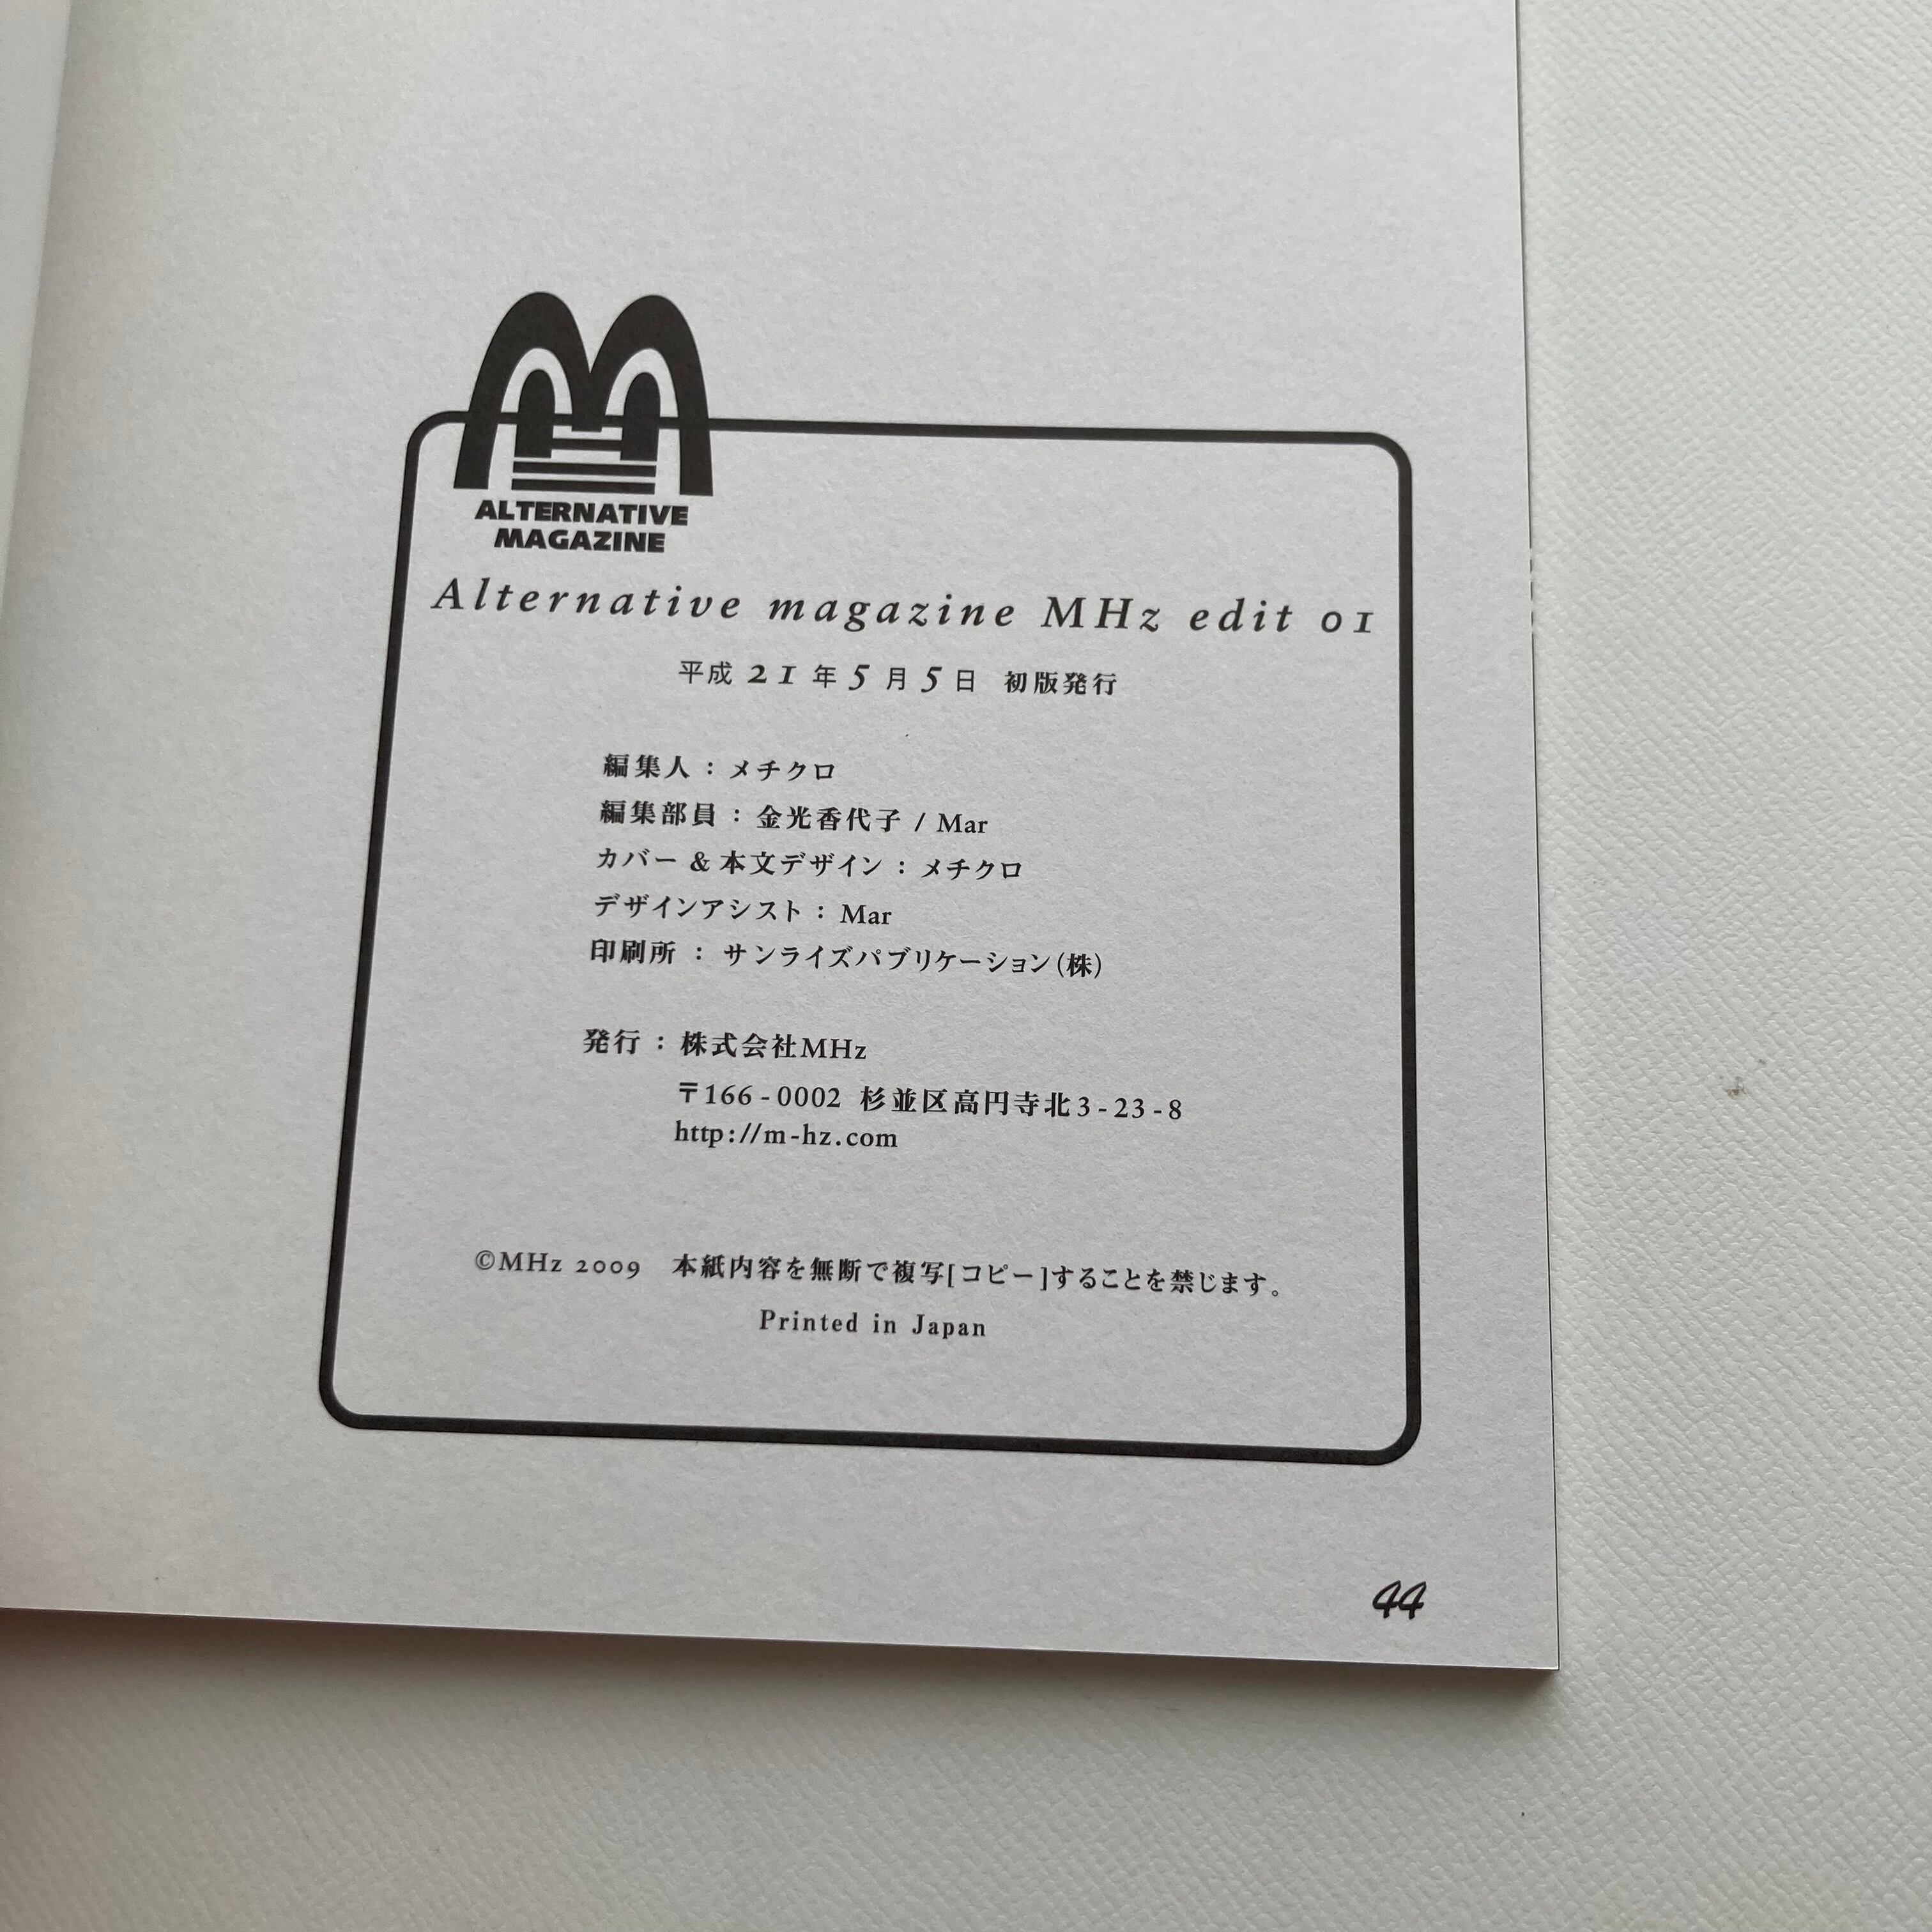 ALTERNATIVE
MAGAZINE
Alternative magazine MHz edit 01
平成 21 年 5 月 5 日 初版発行
編集人：メチクロ
編集部員：金光香代子 / Mar
カバー & 本文デザイン：メチクロ
デザインアシスト：Mar
印刷所 ： サンライズパブリケーション(株)
発行：株式会社MHz
〒166-0002 杉並区高円寺北3-23-8
http://m-hz.com
©MHz 2009　本紙内容を無断で複写[コピー]することを禁じます。
Printed in Japan
44